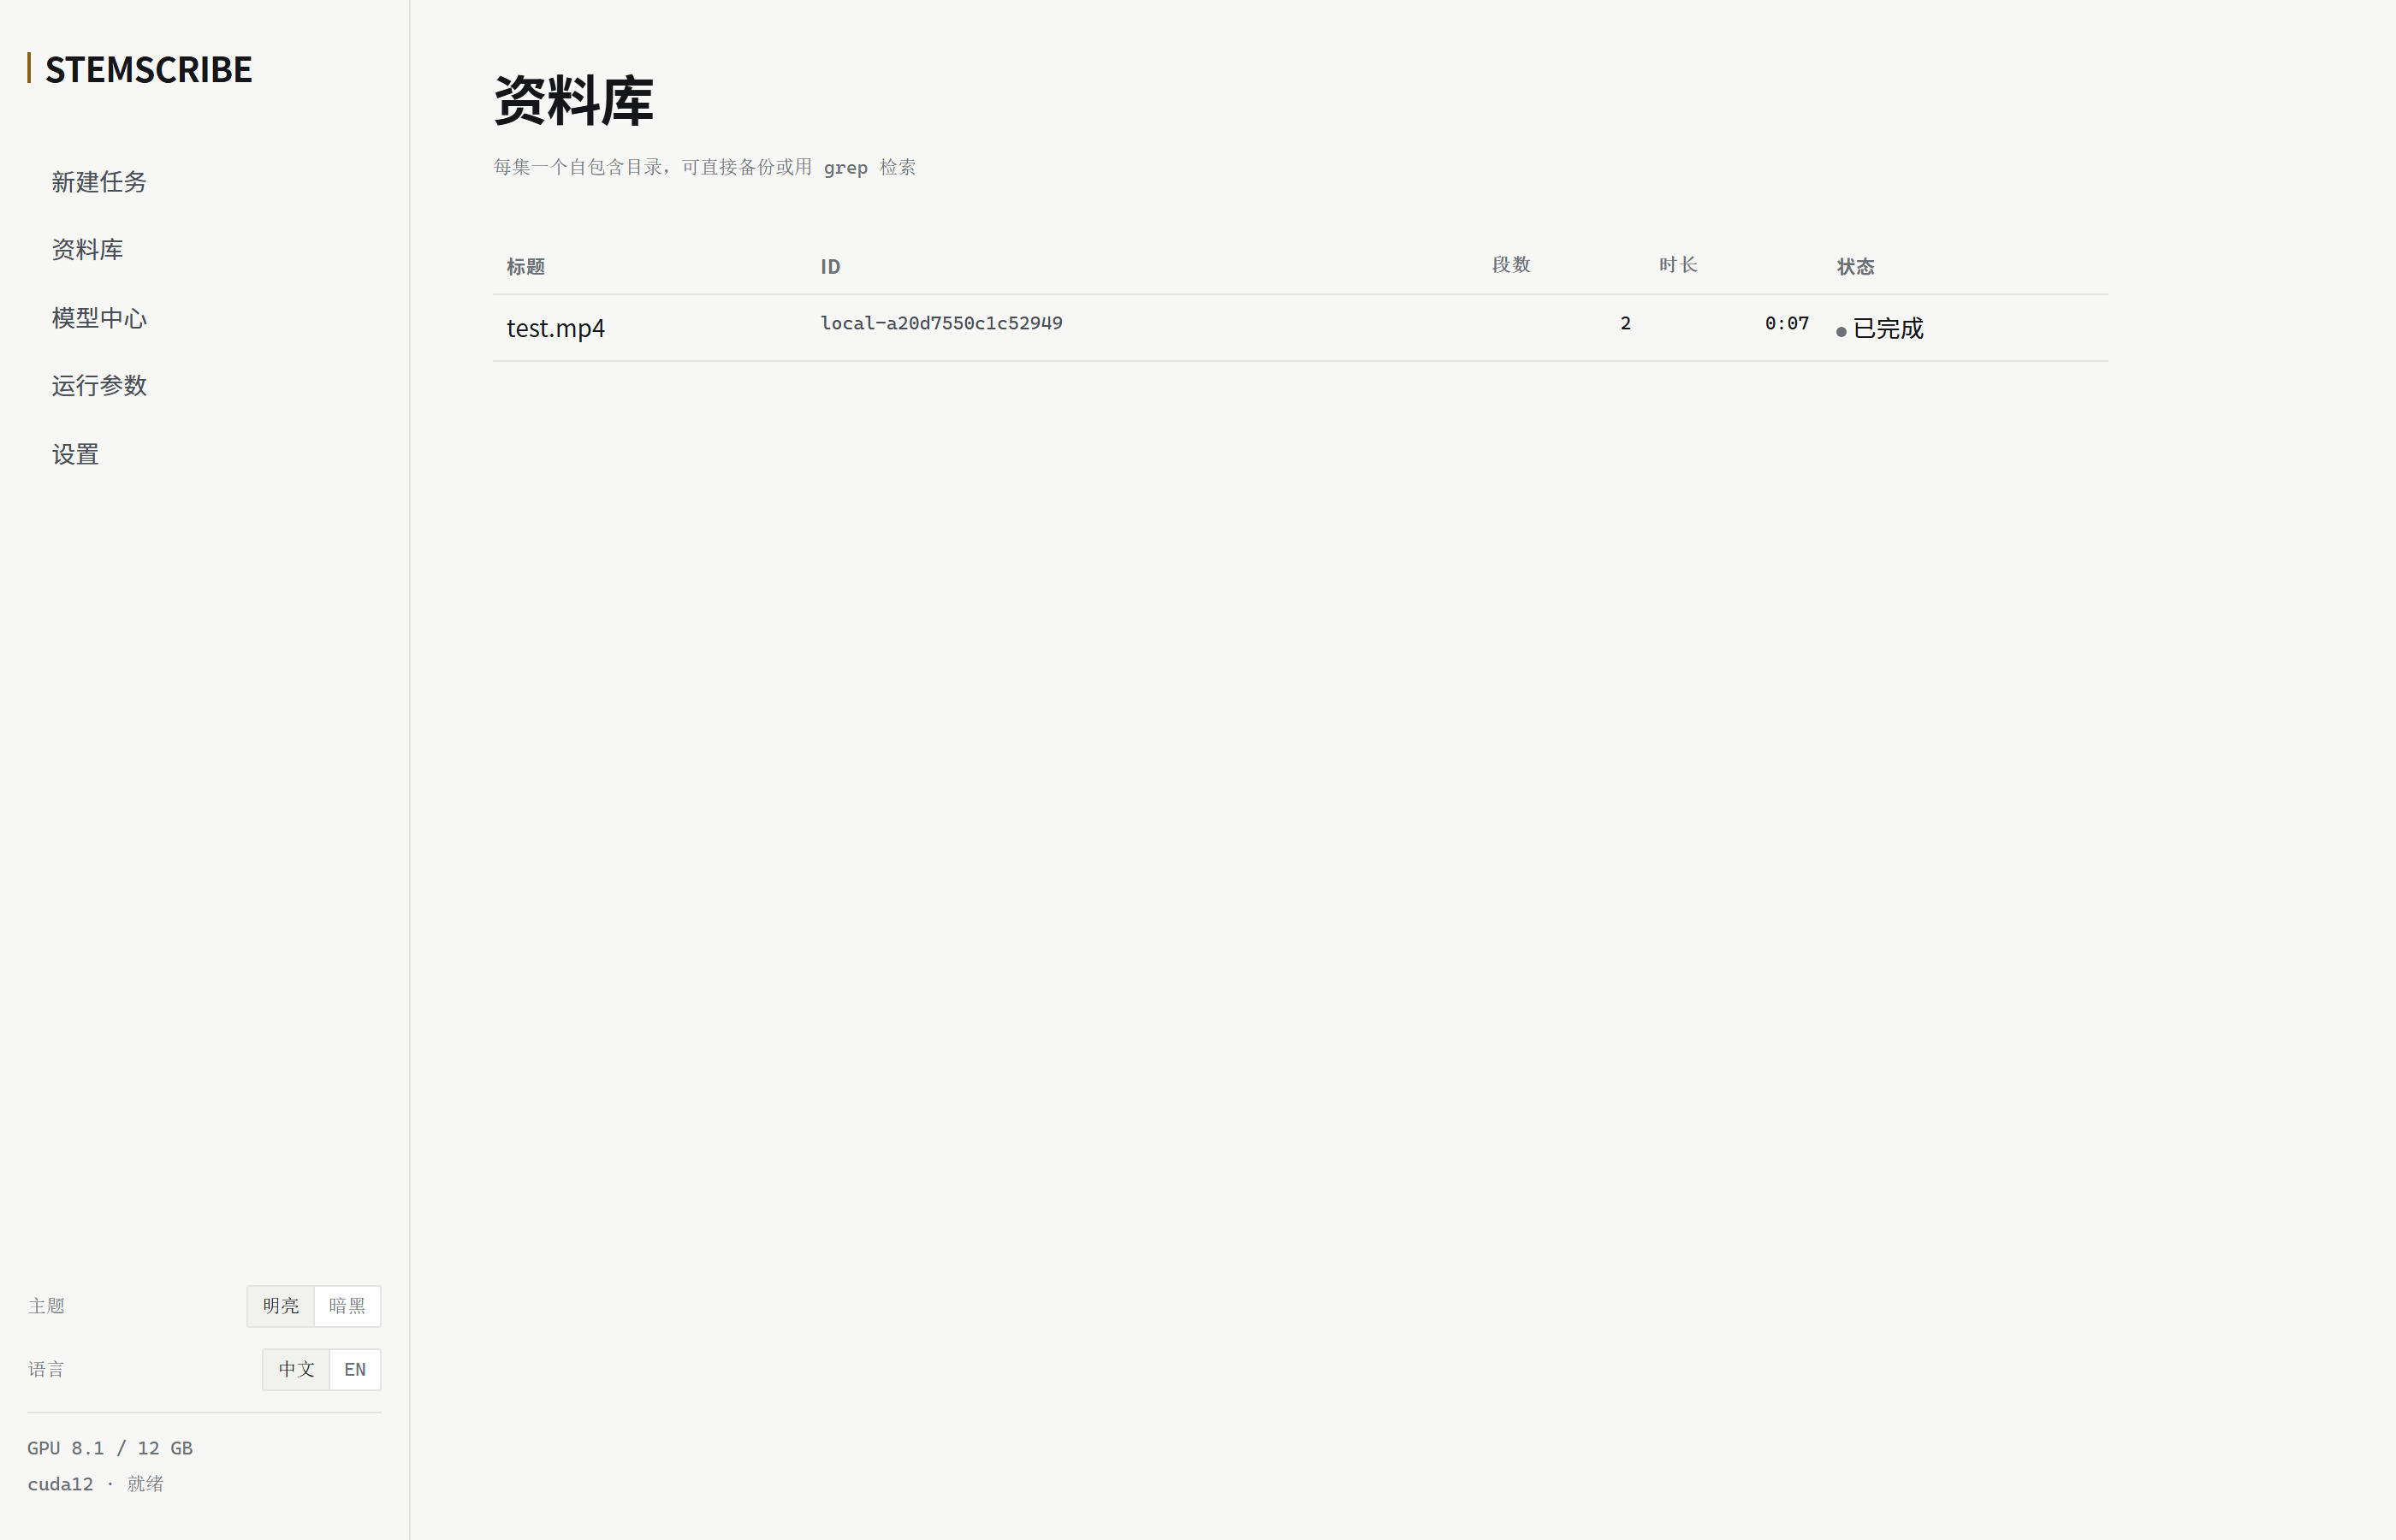 STEMSCRIBE
新建任务
资料库
模型中心
运行参数
设置
主题 明亮 暗黑
语言 中文 EN
GPU 8.1 / 12 GB
cuda12 · 就绪
资料库
每集一个自包含目录，可直接备份或用 grep 检索
标题 ID 段数 时长 状态
test.mp4 local-a20d7550c1c52949 2 0:07 已完成